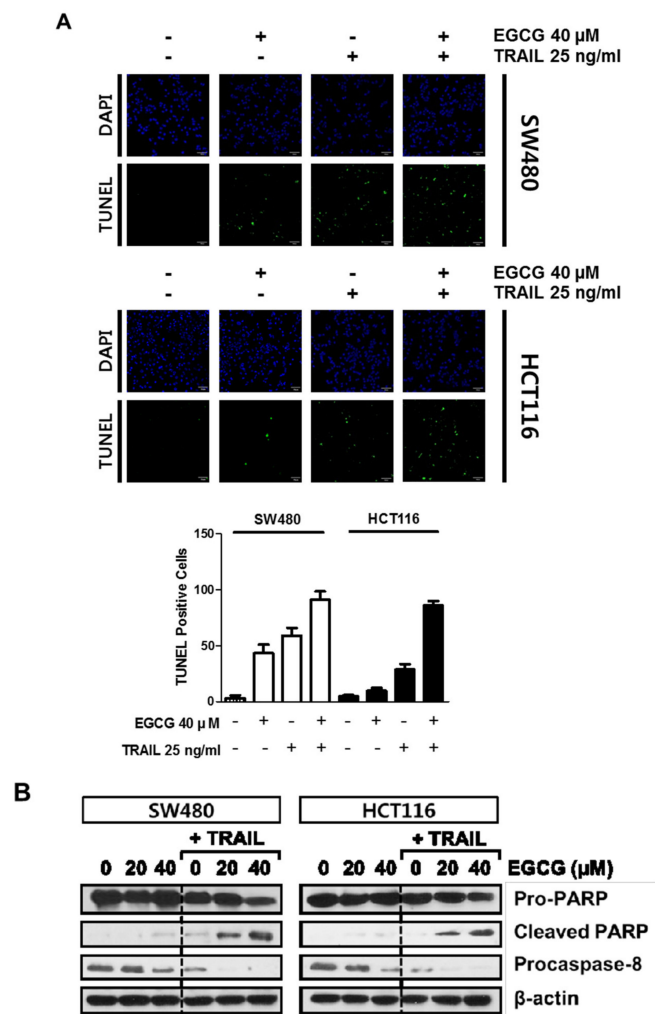 A
- + - + EGCG 40 µM
- - + + TRAIL 25 ng/ml
DAPI
TUNEL
SW480
- + - + EGCG 40 µM
- - + + TRAIL 25 ng/ml
DAPI
TUNEL
HCT116
SW480 HCT116
TUNEL Positive Cells
150
100
50
0
EGCG 40 µM - + - + - + - +
TRAIL 25 ng/ml - - + + - - + +
B
SW480 HCT116
+ TRAIL + TRAIL
0 20 40 0 20 40 0 20 40 0 20 40 EGCG (µM)
Pro-PARP
Cleaved PARP
Procaspase-8
β-actin